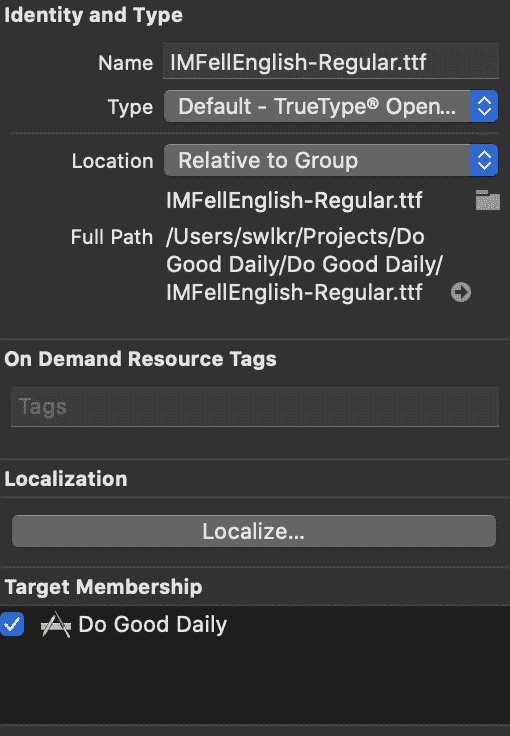 Identity and Type
Name IMFellEnglish-Regular.ttf
Type Default - TrueType® Open...
Location Relative to Group
IMFellEnglish-Regular.ttf
Full Path /Users/swlkr/Projects/Do
Good Daily/Do Good Daily/
IMFellEnglish-Regular.ttf
On Demand Resource Tags
Tags
Localization
Localize...
Target Membership
Do Good Daily